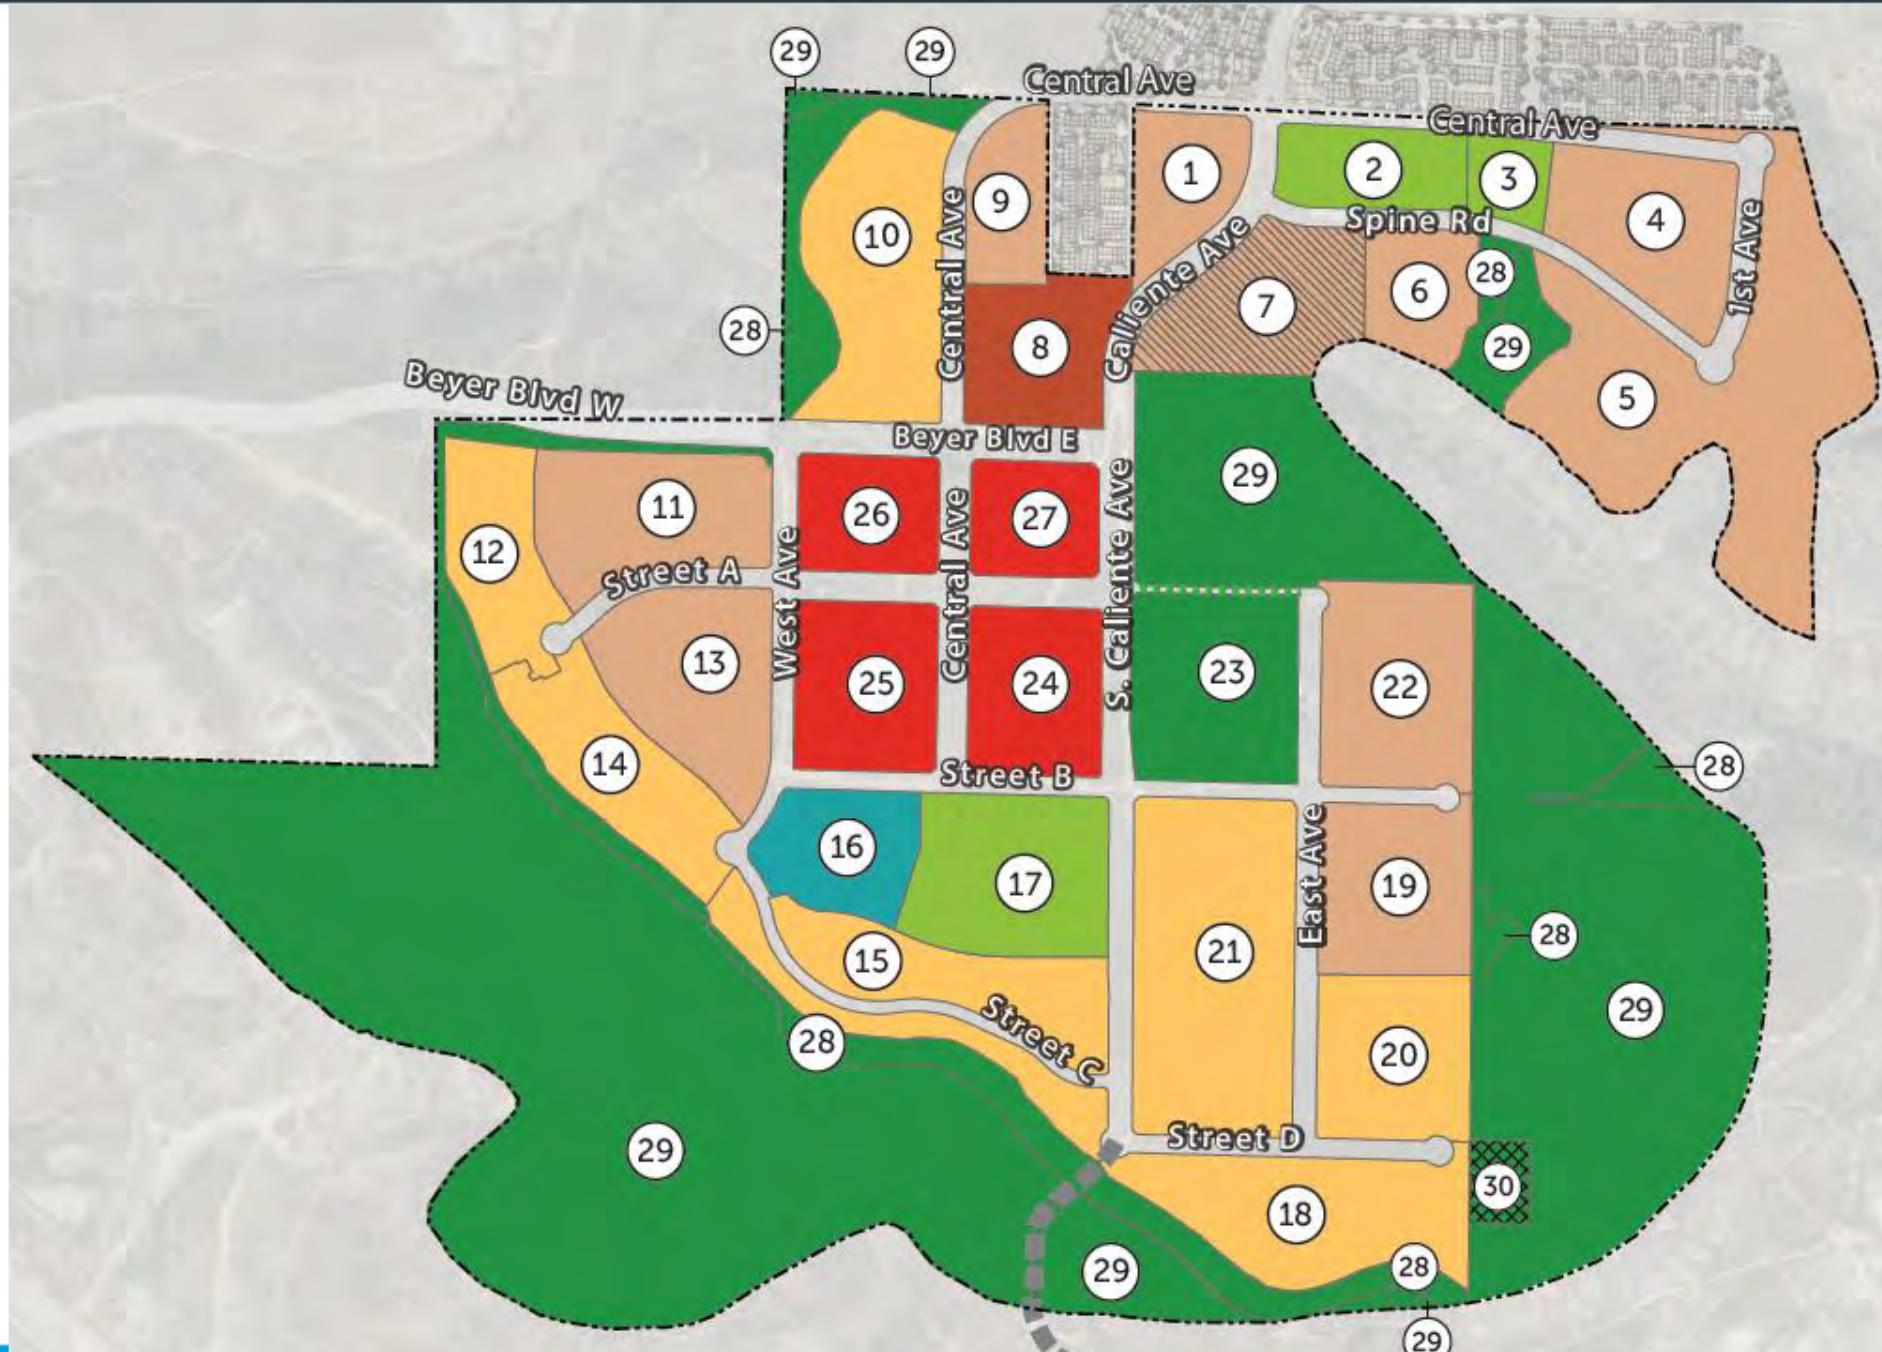 29
29
Central Ave
Central Ave
1
2
3
4
9
10
Central Ave
Caliente Ave
Spine Rd
1st Ave
28
6
7
28
8
29
5
Beyer Blvd W
Beyer Blvd E
29
11
26
27
12
Street A
West Ave
Central Ave
S. Caliente Ave
13
25
24
23
22
14
Street B
28
16
17
East Ave
19
28
15
21
29
Street C
28
20
29
Street D
30
18
29
28
29